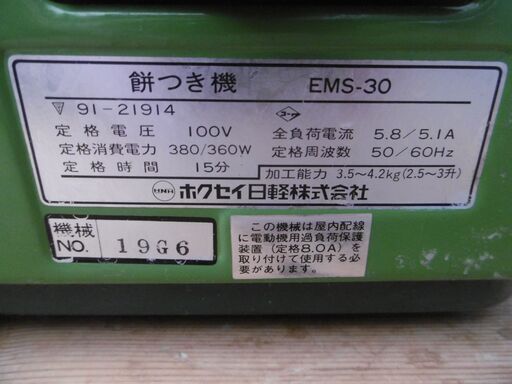 餅つき機 EMS-30
▽ 91-21914
定格電圧 100V 全負荷電流 5.8/5.1A
定格消費電力 380/360W 定格周波数 50/60Hz
定格時間 15分 加工能力 3.5~4.2kg(2.5~3升)
HNH ホクセイ日軽株式会社
機械NO. 19G6
この機械は屋内配線
に電動機用過負荷保護
装置(定格8.0A)を
取り付けて使用する必
要があります。